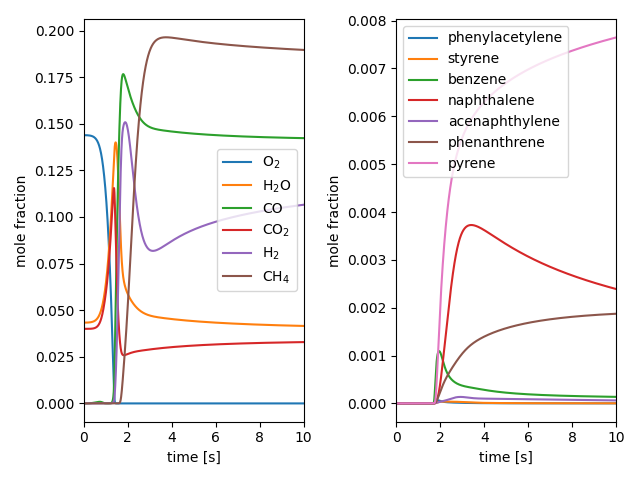 mole fraction
0.200
0.175
0.150
0.125
0.100
0.075
0.050
0.025
0.000
O₂
H₂O
CO
CO₂
H₂
CH₄
0 2 4 6 8 10
time [s]
mole fraction
0.008
0.007
0.006
0.005
0.004
0.003
0.002
0.001
0.000
phenylacetylene
styrene
benzene
naphthalene
acenaphthylene
phenanthrene
pyrene
0 2 4 6 8 10
time [s]